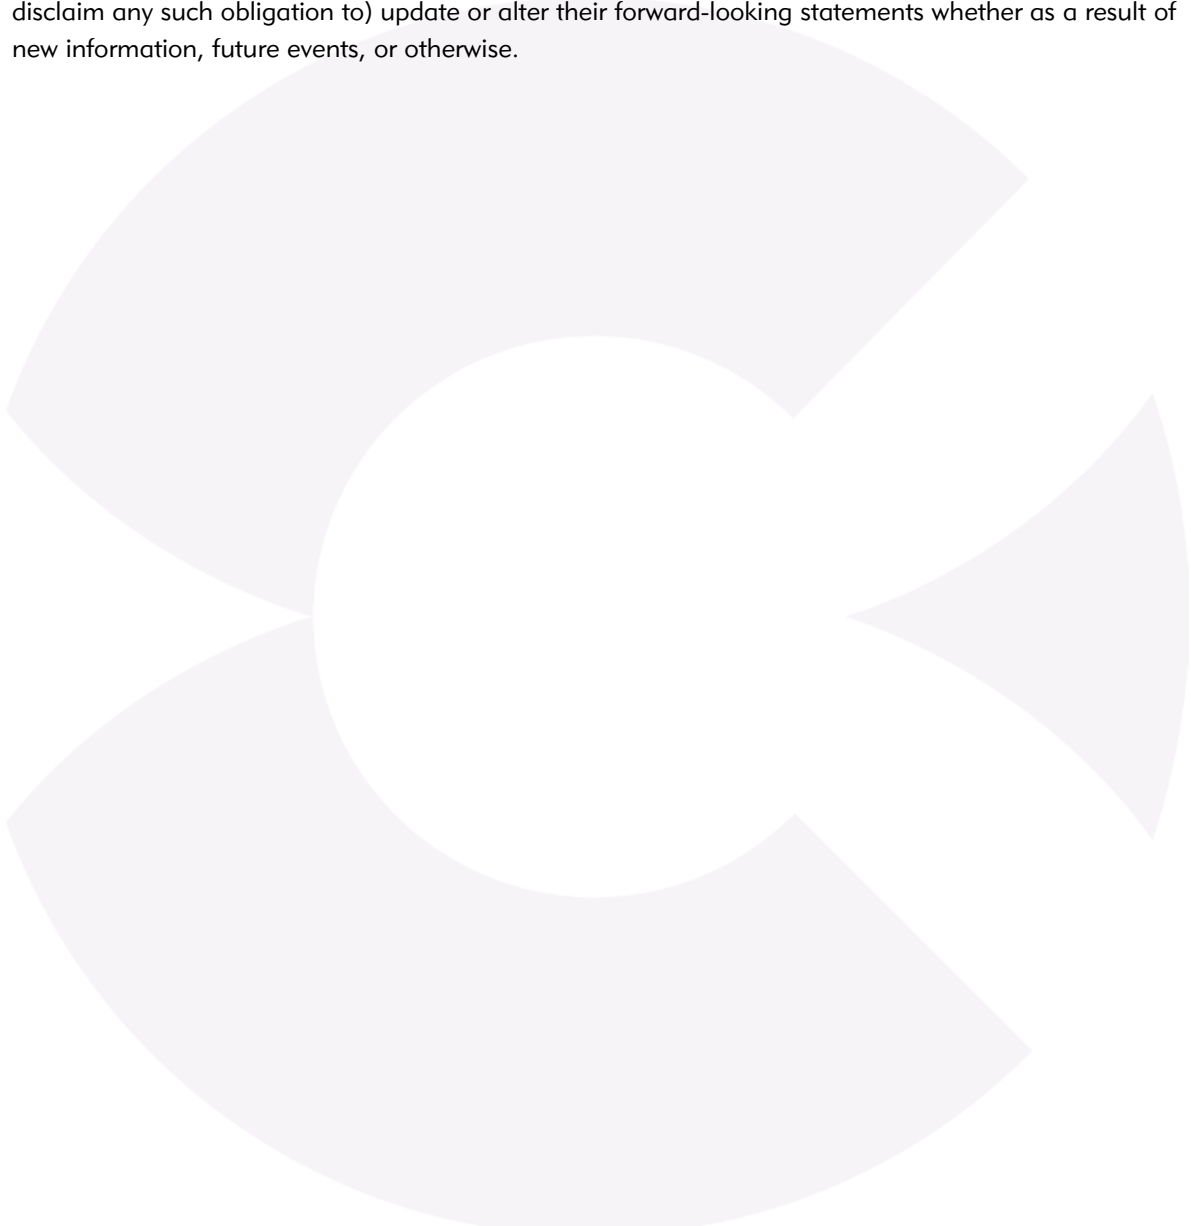 disclaim any such obligation to) update or alter their forward-looking statements whether as a result of
new information, future events, or otherwise.